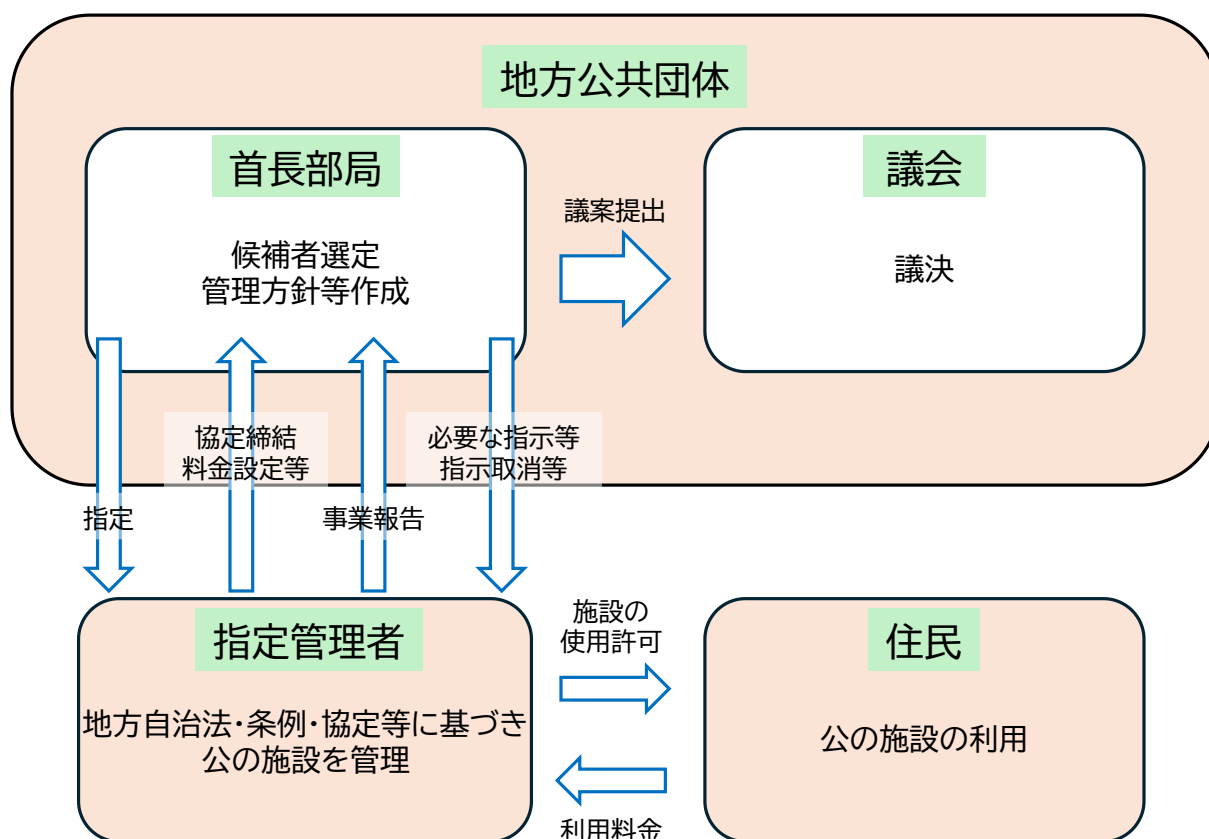 地方公共団体
首長部局
候補者選定
管理方針等作成
議案提出
議会
議決
指定
協定締結
料金設定等
事業報告
必要な指示等
指示取消等
指定管理者
地方自治法・条例・協定等に基づき
公の施設を管理
施設の
使用許可
利用料金
住民
公の施設の利用